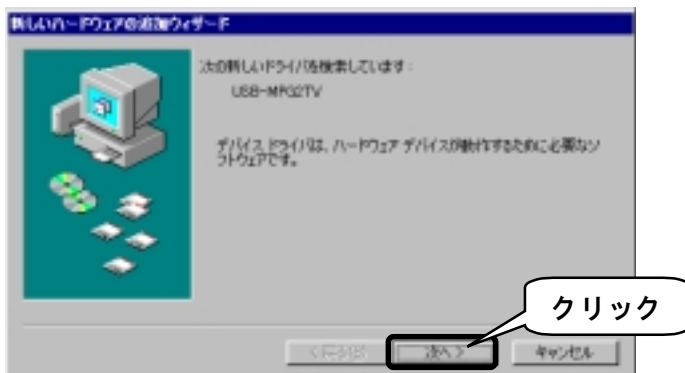 新しいハードウェアの追加ウィザード
次の新しいドライバを検索しています：
USB-MPG2TV
デバイス ドライバは、ハードウェア デバイスが動作するために必要なソ
フトウェアです。
クリック
< 戻る(B)
次へ >
キャンセル